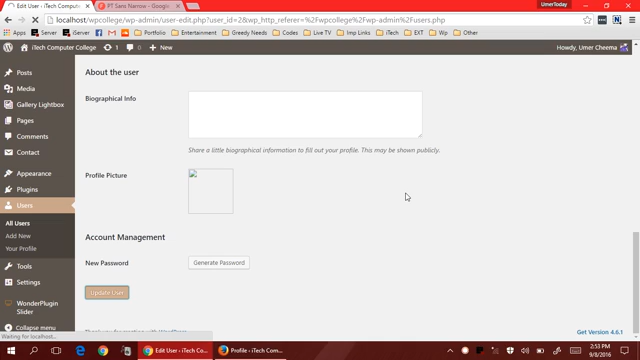 Edit User ‹ iTech Compute
PT Sans Narrow - Google
UmerToday
localhost/wpcollege/wp-admin/user-edit.php?user_id=2&wp_http_referer=%2Fwpcollege%2Fwp-admin%2Fusers.php
Apps
Server
iServer
Portfolio
Entertainment
Greedy Needs
Codes
Live TV
Imp Links
iTech
EXT
Wp
Other
iTech Computer College
5
0
New
Howdy, Umer Cheema
Posts
Media
Gallery Lightbox
Pages
Comments
Contact
Appearance
Plugins
Users
All Users
Add New
Your Profile
Tools
Settings
WonderPlugin
Slider
Collapse menu
About the user
Biographical Info
Share a little biographical information to fill out your profile. This may be shown publicly.
Profile Picture
Account Management
New Password
Generate Password
Update User
Get Version 4.6.1
Waiting for localhost...
Edit User ‹ iTech Co...
Profile ‹ iTech Com...
2:53 PM
9/8/2016